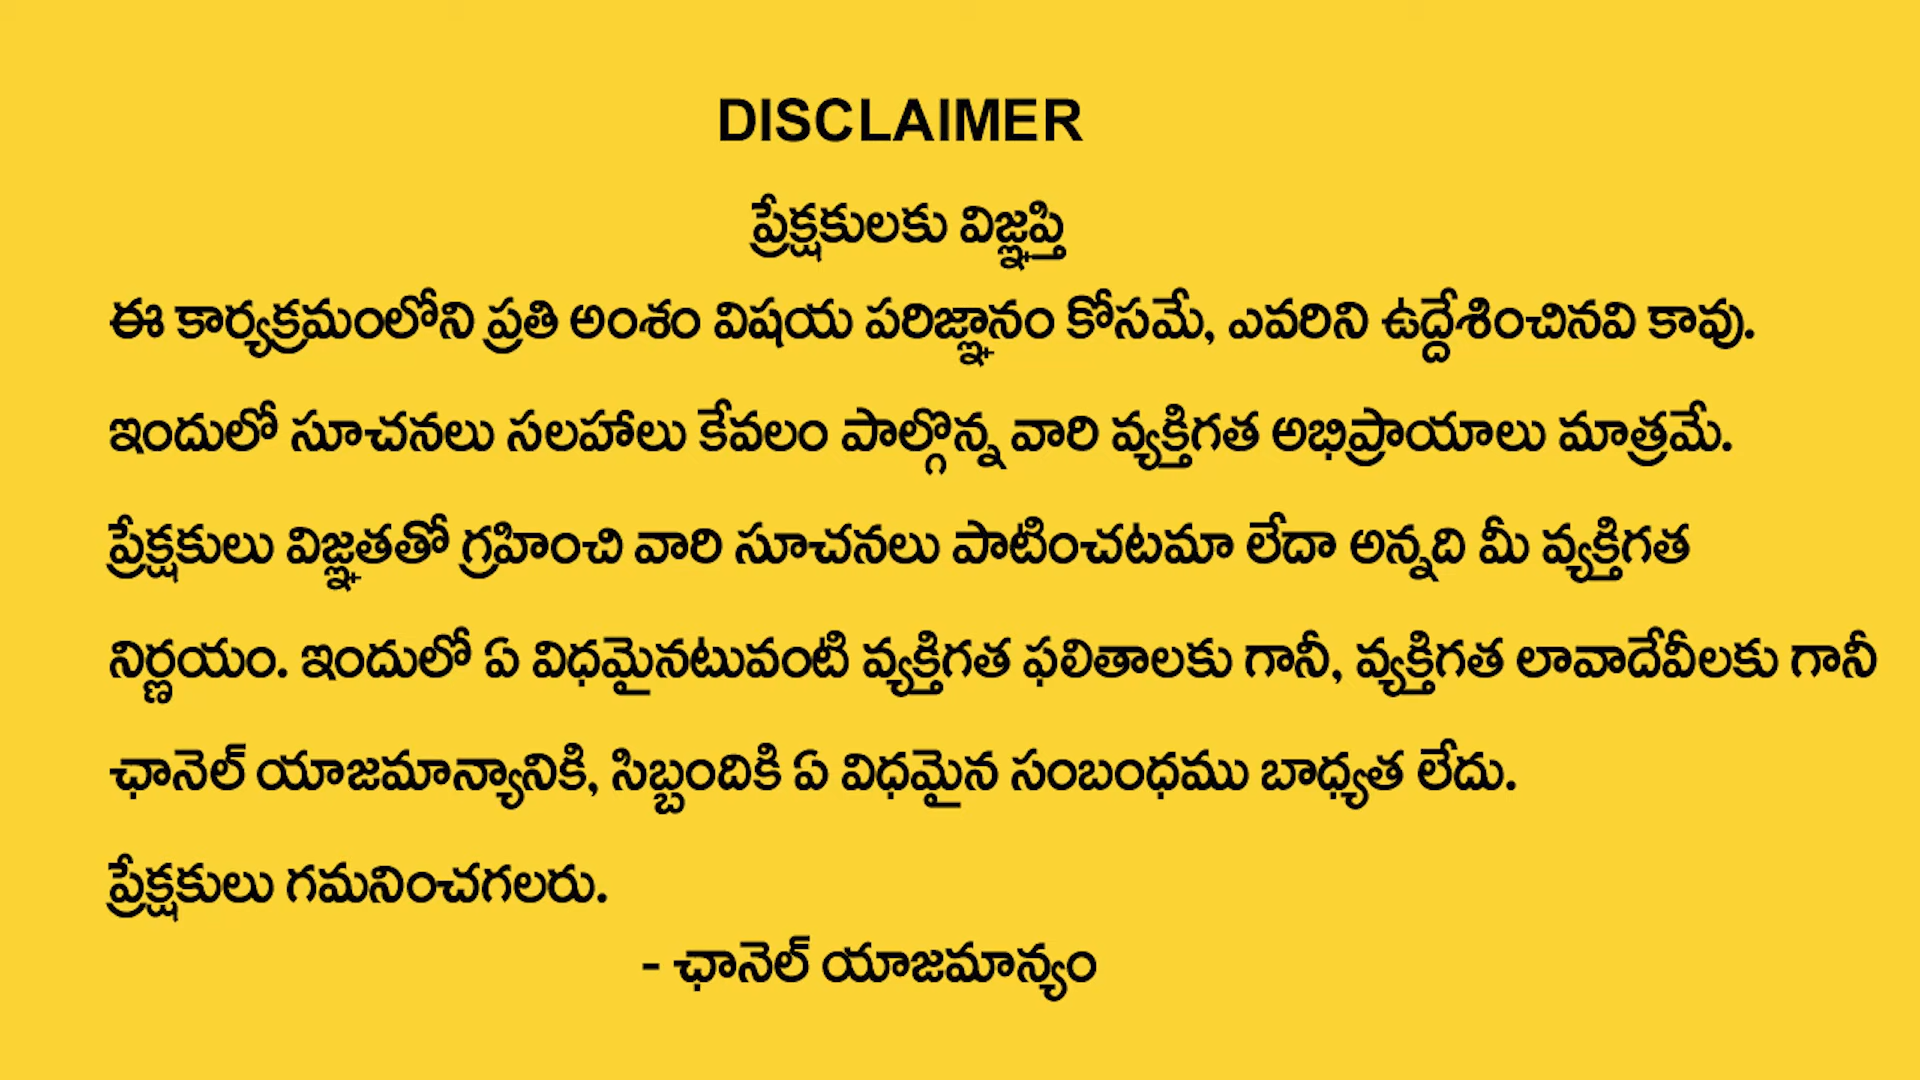 DISCLAIMER
ప్రేక్షకులకు విజ్ఞప్తి
ఈ కార్యక్రమంలోని ప్రతి అంశం విషయ పరిజ్ఞానం కోసమే, ఎవరిని ఉద్దేశించినవి కావు.
ఇందులో సూచనలు సలహాలు కేవలం పాల్గొన్న వారి వ్యక్తిగత అభిప్రాయాలు మాత్రమే.
ప్రేక్షకులు విజ్ఞతతో గ్రహించి వారి సూచనలు పాటించటమా లేదా అన్నది మీ వ్యక్తిగత
నిర్ణయం. ఇందులో ఏ విధమైనటువంటి వ్యక్తిగత ఫలితాలకు గానీ, వ్యక్తిగత లావాదేవీలకు గానీ
ఛానెల్ యాజమాన్యానికి, సిబ్బందికి ఏ విధమైన సంబంధము బాధ్యత లేదు.
ప్రేక్షకులు గమనించగలరు.
- ఛానెల్ యాజమాన్యం